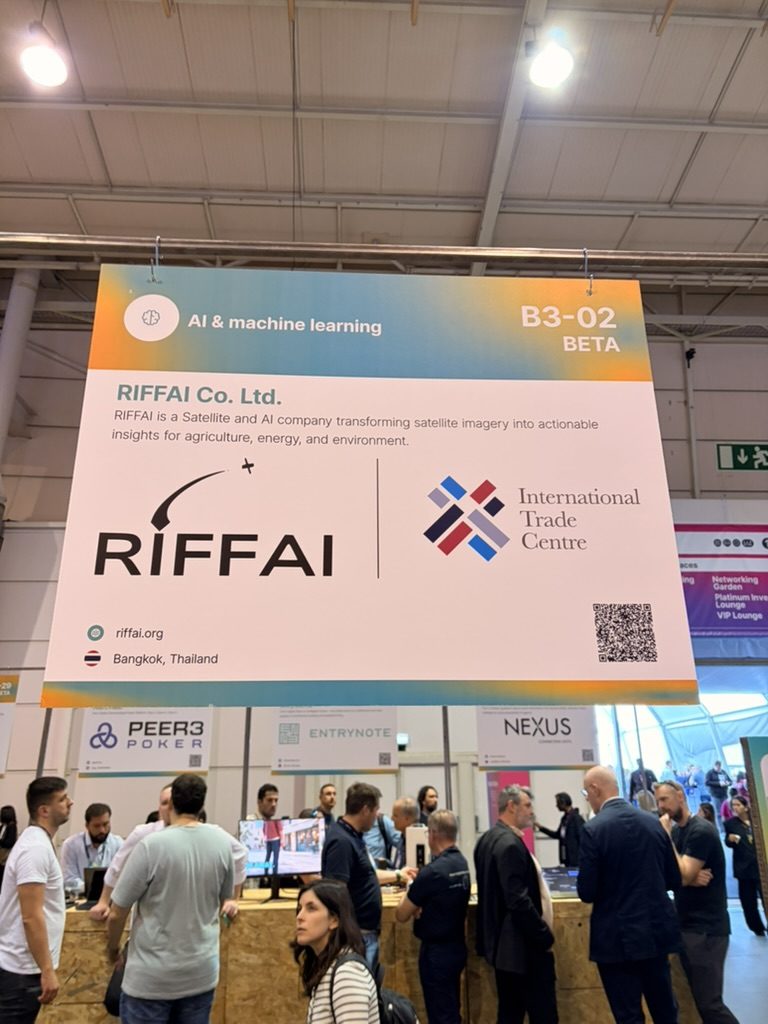 AI & machine learning
B3-02
BETA
RIFFAI Co. Ltd.
RIFFAI is a Satellite and AI company transforming satellite imagery into actionable
insights for agriculture, energy, and environment.
RIFFAI
International
Trade
Centre
riffai.org
Bangkok, Thailand
Networking
Garden
Platinum
Lounge
VIP Lounge
PEER3
POKER
ENTRYNOTE
NEXUS